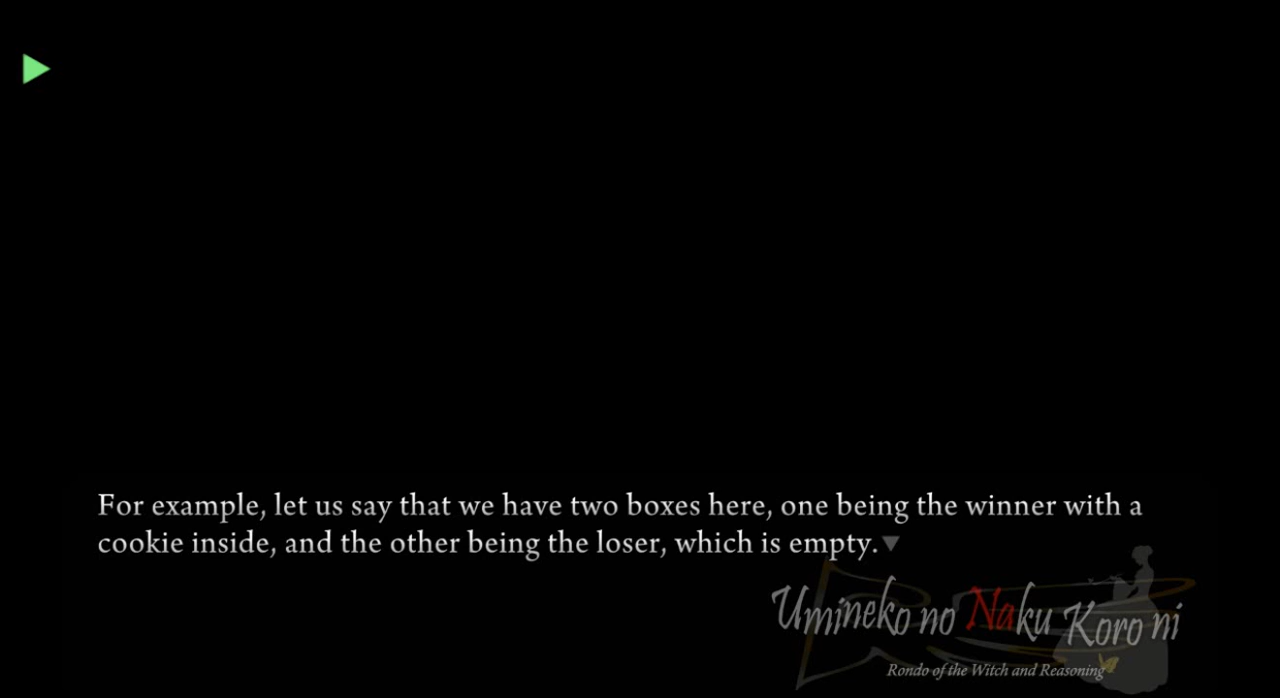 For example, let us say that we have two boxes here, one being the winner with a
cookie inside, and the other being the loser, which is empty.
Umineko no Naku Koro ni
Rondo of the Witch and Reasoning